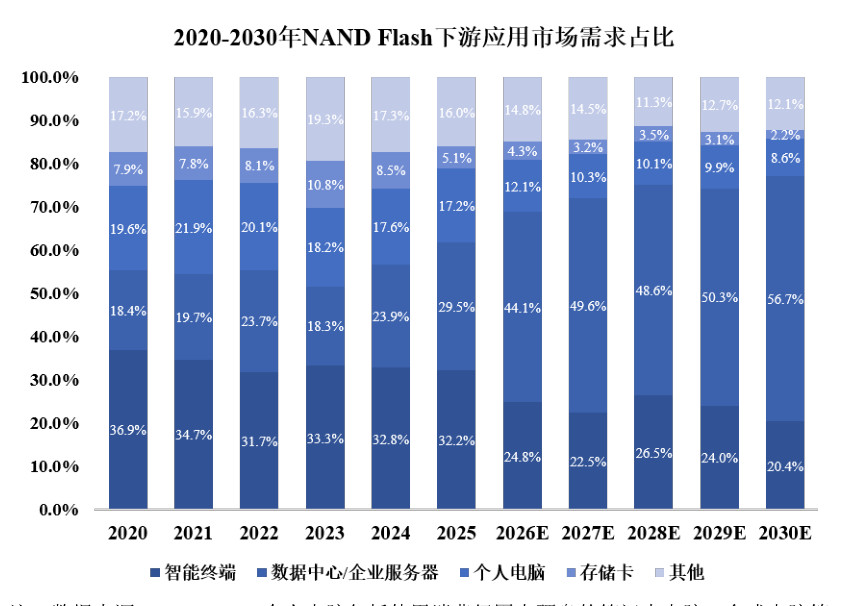 2020-2030年NAND Flash下游应用市场需求占比
100.0%
90.0%
80.0%
70.0%
60.0%
50.0%
40.0%
30.0%
20.0%
10.0%
0.0%
17.2% 15.9% 16.3% 19.3% 17.3% 16.0% 14.8% 14.5% 11.3% 12.7% 12.1%
7.9% 7.8% 8.1% 10.8% 8.5% 5.1% 4.3% 3.2% 3.5% 3.1% 2.2%
19.6% 21.9% 20.1% 18.2% 17.6% 17.2% 12.1% 10.3% 10.1% 9.9% 8.6%
18.4% 19.7% 23.7% 18.3% 23.9% 29.5% 44.1% 49.6% 48.6% 50.3% 56.7%
36.9% 34.7% 31.7% 33.3% 32.8% 32.2% 24.8% 22.5% 26.5% 24.0% 20.4%
2020 2021 2022 2023 2024 2025 2026E 2027E 2028E 2029E 2030E
智能终端 数据中心/企业服务器 个人电脑 存储卡 其他